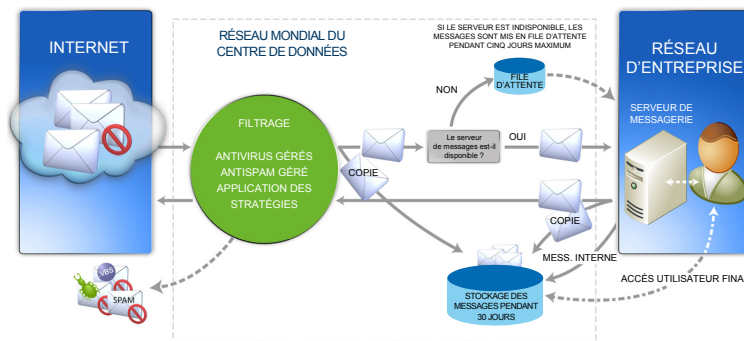 INTERNET
RÉSEAU MONDIAL DU
CENTRE DE DONNÉES
SI LE SERVEUR EST INDISPONIBLE, LES
MESSAGES SONT MIS EN FILE D'ATTENTE
PENDANT CINQ JOURS MAXIMUM
RÉSEAU
D'ENTREPRISE
FILE
D'ATTENTE
NON
SERVEUR DE
MESSAGERIE
FILTRAGE
ANTIVIRUS GÉRÉS
ANTISPAM GÉRÉ
APPLICATION DES
STRATÉGIES
Le serveur
de messages est-il
disponible ?
OUI
COPIE
COPIE
MESS. INTERNE
VBS
SPAM
ACCÈS UTILISATEUR FINA
STOCKAGE DES
MESSAGES PENDANT
30 JOURS